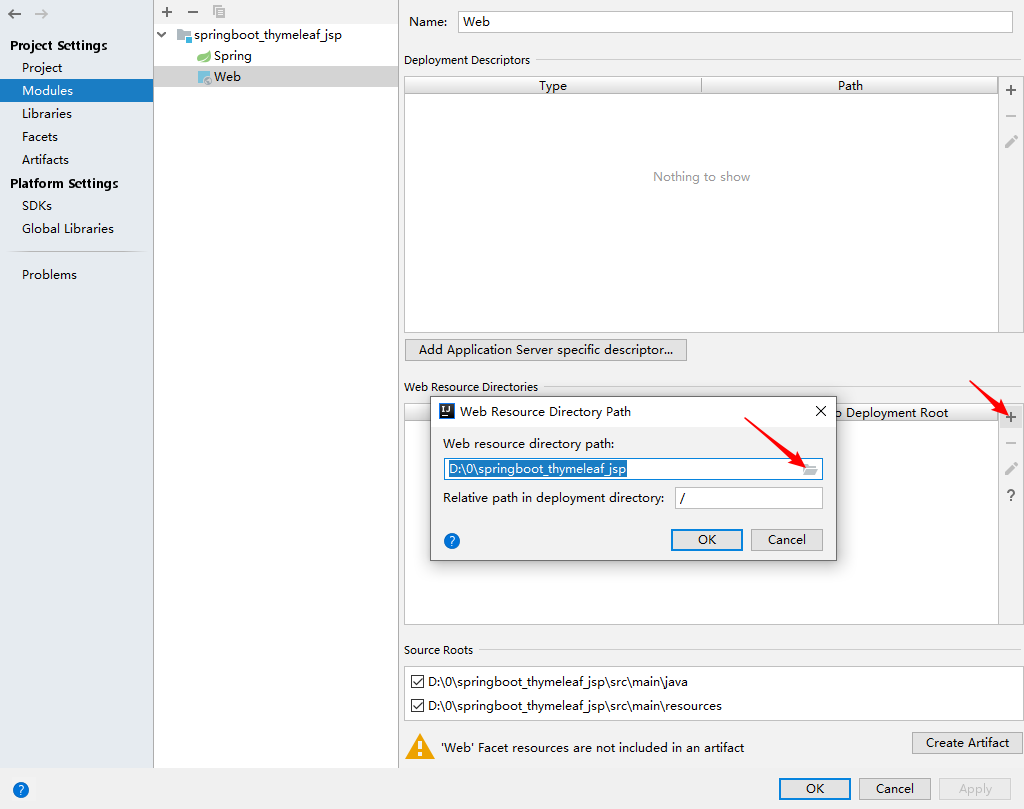 Project Settings
Project
Modules
Libraries
Facets
Artifacts
Platform Settings
SDKs
Global Libraries
Problems
springboot_thymeleaf_jsp
Spring
Web
Name: Web
Deployment Descriptors
Type Path
Nothing to show
Add Application Server specific descriptor...
Web Resource Directories
Deployment Root
Web Resource Directory Path
Web resource directory path:
D:\0\springboot_thymeleaf_jsp
Relative path in deployment directory: /
? OK Cancel
?
Source Roots
D:\0\springboot_thymeleaf_jsp\src\main\java
D:\0\springboot_thymeleaf_jsp\src\main\resources
'Web' Facet resources are not included in an artifact Create Artifact
? OK Cancel Apply